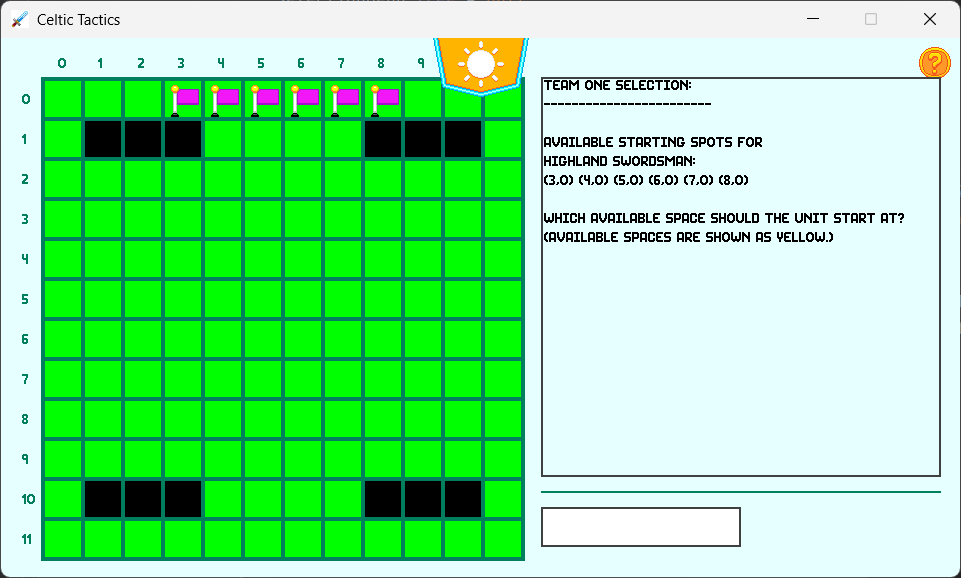 Celtic Tactics
0 1 2 3 4 5 6 7 8 9
0
1
2
3
4
5
6
7
8
9
10
11
?
TEAM ONE SELECTION:
---------------------
AVAILABLE STARTING SPOTS FOR
HIGHLAND SWORDSMAN:
(3,0) (4,0) (5,0) (6,0) (7,0) (8,0)
WHICH AVAILABLE SPACE SHOULD THE UNIT START AT?
(AVAILABLE SPACES ARE SHOWN AS YELLOW.)